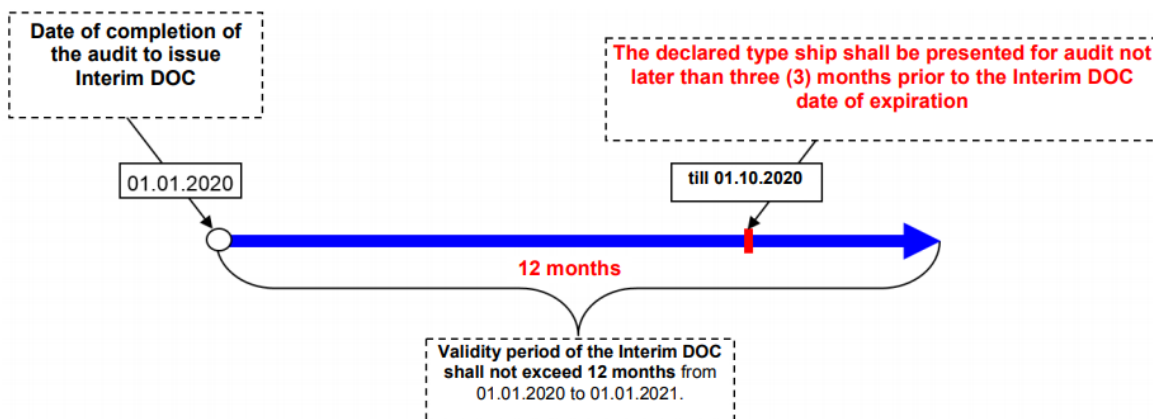 Date of completion of
the audit to issue
Interim DOC
The declared type ship shall be presented for audit not
later than three (3) months prior to the Interim DOC
date of expiration
01.01.2020
till 01.10.2020
12 months
Validity period of the Interim DOC
shall not exceed 12 months from
01.01.2020 to 01.01.2021.